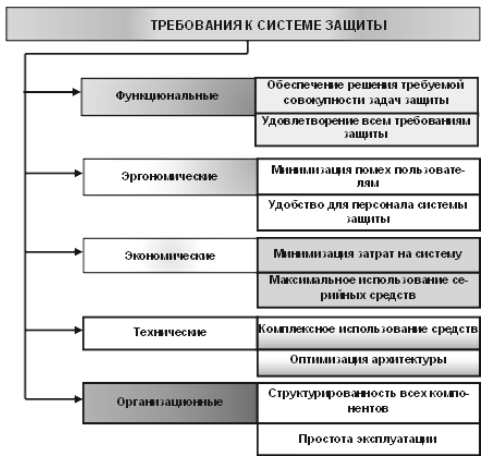 ТРЕБОВАНИЯ К СИСТЕМЕ ЗАЩИТЫ
Функциональные
Обеспечение решения требуемой
совокупности задач защиты
Удовлетворение всем требованиям
защиты
Эргономические
Минимизация помех пользовате-
лям
Удобство для персонала системы
защиты
Экономические
Минимизация затрат на систему
Максимальное использование се-
рийных средств
Технические
Комплексное использование средств
Оптимизация архитектуры
Организационные
Структурированность всех компо-
нентов
Простота эксплуатации